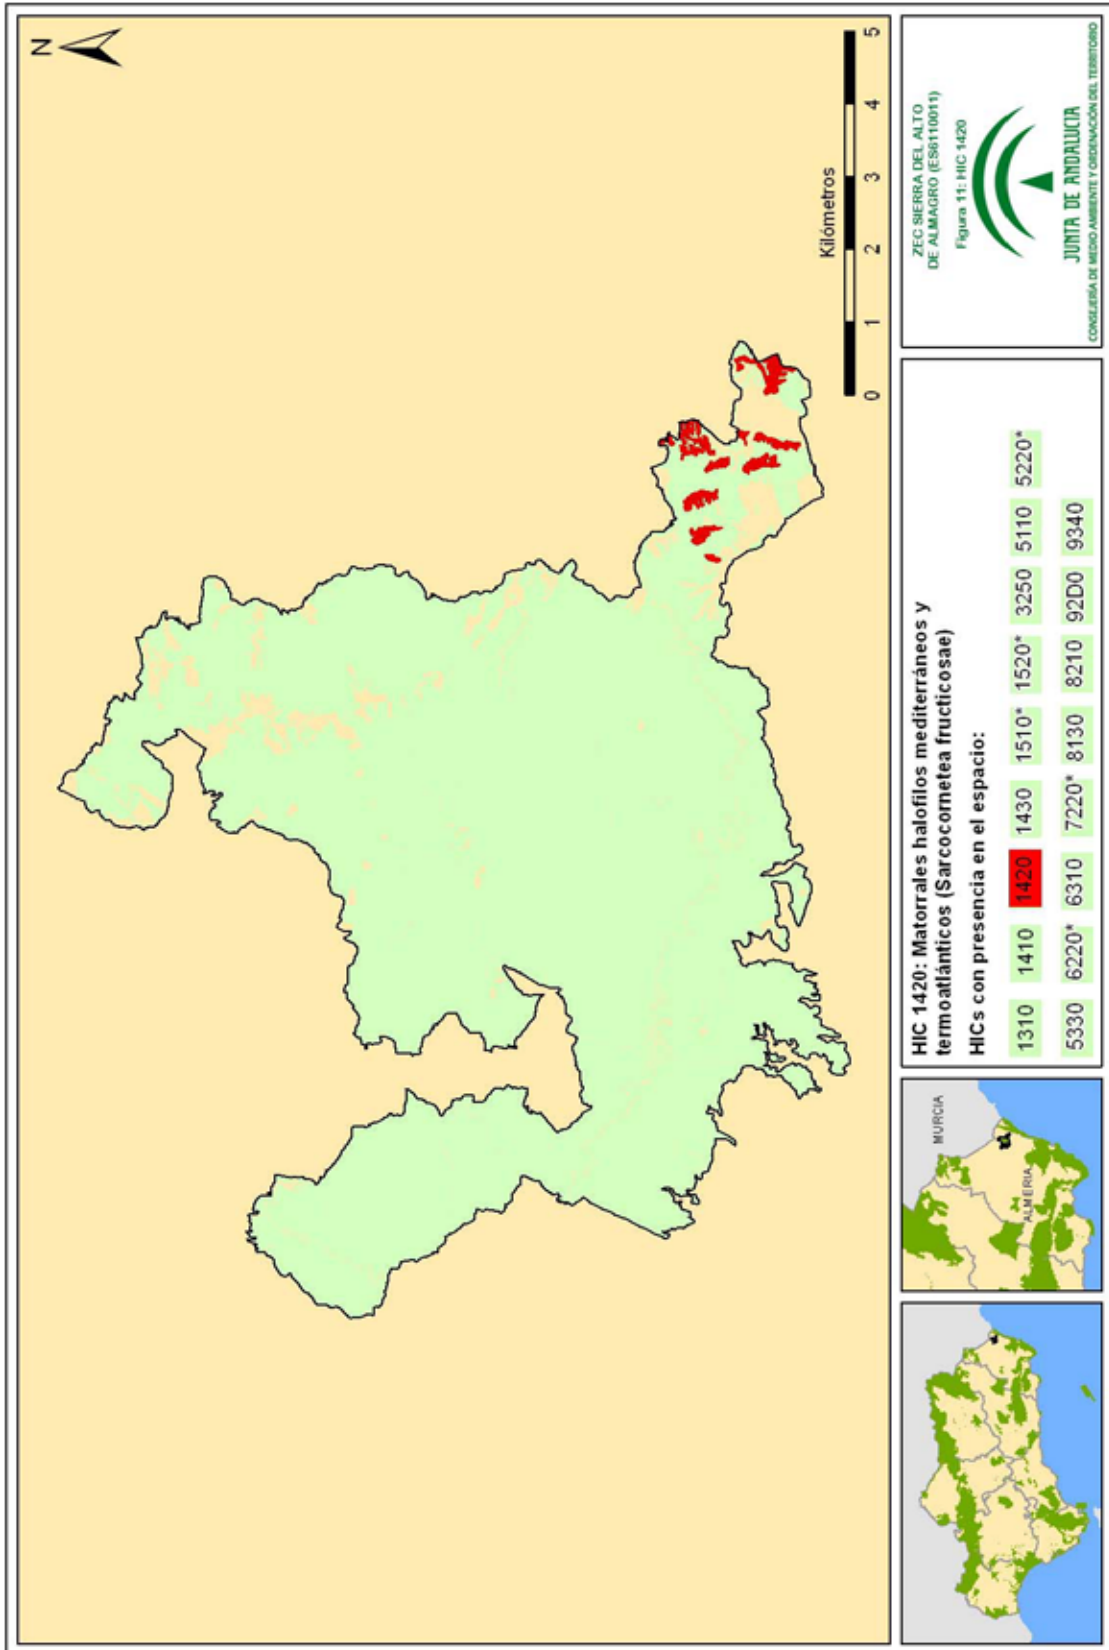 N
Kilómetros
0 1 2 3 4 5
ALMERIA
MURCIA
HIC 1420: Matorrales halofilos mediterráneos y
termoatlánticos (Sarcocornetea fructicosae)
HICs con presencia en el espacio:
1310 1410 1420 1430 1510* 1520* 3250 5110 5220*
5330 6220* 6310 7220* 8130 8210 92D0 9340
ZEC SIERRA DEL ALTO
DE ALMAGRO (ES6110011)
Figura 11: HIC 1420
JUNTA DE ANDALUCIA
CONSEJERÍA DE MEDIO AMBIENTE Y ORDENACIÓN DEL TERRITORIO